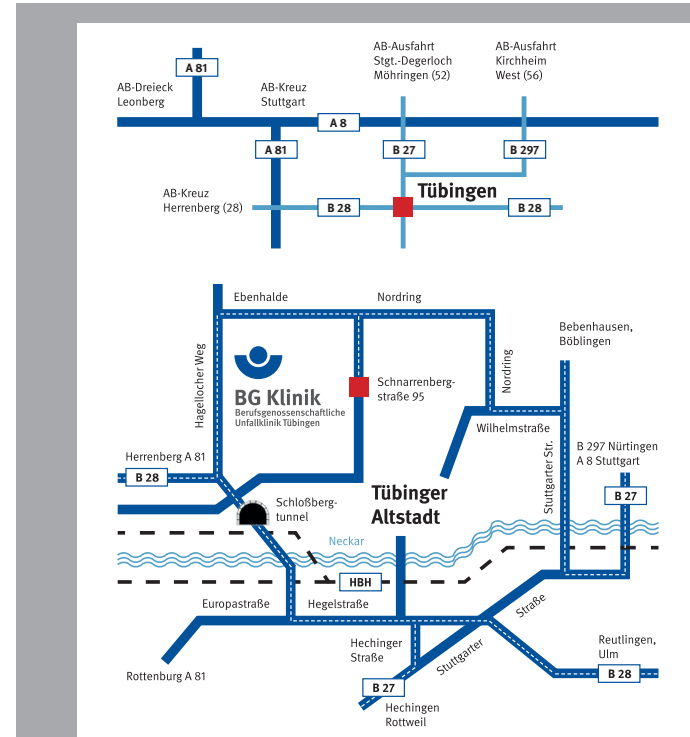 AB-Ausfahrt
Stgt.-Degerloch
Möhringen (52)
AB-Ausfahrt
Kirchheim
West (56)
A 81
AB-Dreieck
Leonberg
AB-Kreuz
Stuttgart
A 8
A 81
B 27
B 297
Tübingen
AB-Kreuz
Herrenberg (28)
B 28
B 28
Ebenhalde
Nordring
Bebenhausen,
Böblingen
Hagellocher Weg
Nordring
BG Klinik
Berufsgenossenschaftliche
Unfallklinik Tübingen
Schnarrenberg-
straße 95
Wilhelmstraße
Stuttgarter Str.
B 297 Nürtingen
A 8 Stuttgart
Herrenberg A 81
B 28
B 27
Tübinger
Altstadt
Schloßberg-
tunnel
Neckar
HBH
Europastraße
Hegelstraße
Straße
Stuttgarter
Hechinger
Straße
Reutlingen,
Ulm
B 28
Rottenburg A 81
B 27
Hechingen
Rottweil